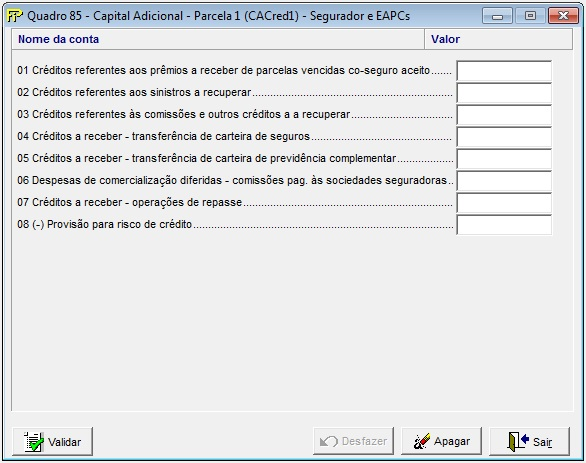 Quadro 85 - Capital Adicional - Parcela 1 (CACred1) - Segurador e EAPCs
Nome da conta Valor
01 Créditos referentes aos prêmios a receber de parcelas vencidas co-seguro aceito.......
02 Créditos referentes aos sinistros a recuperar
03 Créditos referentes às comissões e outros créditos a a recuperar
04 Créditos a receber - transferência de carteira de seguros
05 Créditos a receber - transferência de carteira de previdência complementar
06 Despesas de comercialização diferidas - comissões pag. às sociedades seguradoras..
07 Créditos a receber - operações de repasse
08 (-) Provisão para risco de crédito
Validar Desfazer Apagar Sair